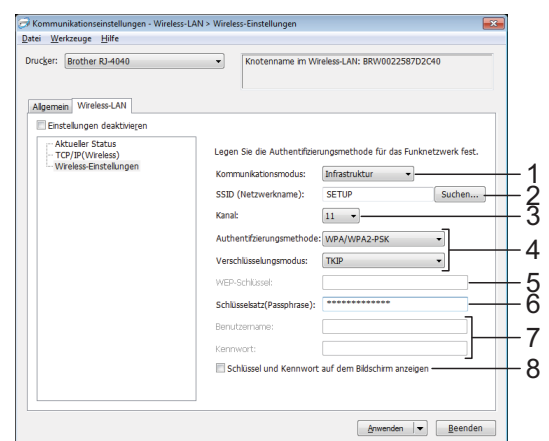 Kommunikationseinstellungen - Wireless-LAN > Wireless-Einstellungen
Datei Werkzeuge Hilfe
Drucker: Brother RJ-4040 Knotenname im Wireless-LAN: BRW0022587D2C40
Allgemein Wireless-LAN
Einstellungen deaktivieren
Aktueller Status
TCP/IP(Wireless)
Wireless-Einstellungen
Legen Sie die Authentifizierungsmethode für das Funknetzwerk fest.
Kommunikationsmodus: Infrastruktur 1
SSID (Netzwerkname): SETUP Suchen... 2
Kanal: 11 3
Authentifizierungsmethode: WPA/WPA2-PSK
4
Verschlüsselungsmodus: TKIP
WEP-Schlüssel: 5
Schlüsselsatz(Passphrase): ************* 6
Benutzername:
7
Kennwort:
Schlüssel und Kennwort auf dem Bildschirm anzeigen 8
Anwenden Beenden